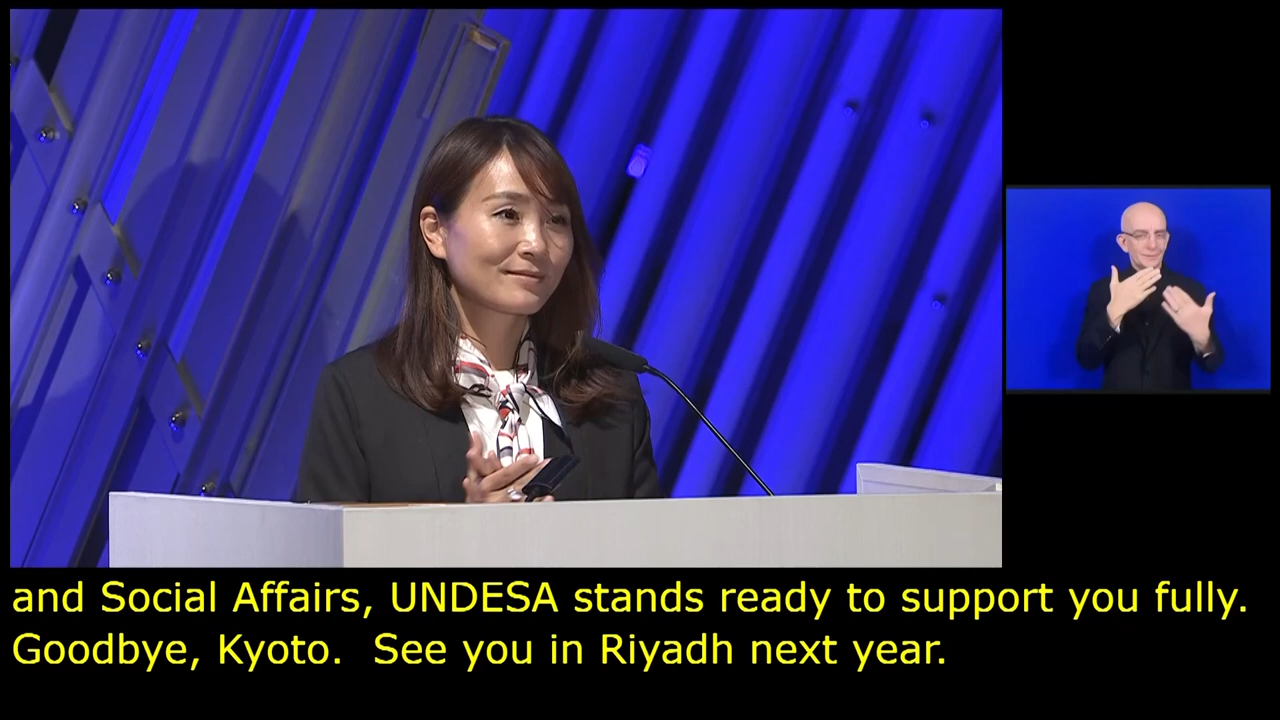 and Social Affairs, UNDESA stands ready to support you fully.
Goodbye, Kyoto.  See you in Riyadh next year.